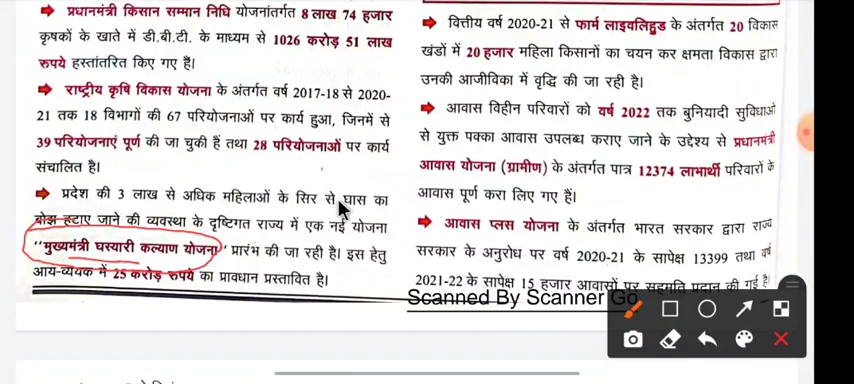 ➡ प्रधानमंत्री किसान सम्मान निधि योजनांतर्गत 8 लाख 74 हजार
कृषकों के खाते में डी.बी.टी. के माध्यम से 1026 करोड़ 51 लाख
रुपये हस्तांतरित किए गए हैं।
➡ राष्ट्रीय कृषि विकास योजना के अंतर्गत वर्ष 2017-18 से 2020-
21 तक 18 विभागों की 67 परियोजनाओं पर कार्य हुआ, जिनमें से
39 परियोजनाएं पूर्ण की जा चुकी हैं तथा 28 परियोजनाओं पर कार्य
संचालित है।
➡ प्रदेश की 3 लाख से अधिक महिलाओं के सिर से घास का
बोझ हटाए जाने की व्यवस्था के दृष्टिगत राज्य में एक नई योजना
"मुख्यमंत्री घस्यारी कल्याण योजना" प्रारंभ की जा रही है। इस हेतु
आय-व्ययक में 25 करोड़ रुपये का प्रावधान प्रस्तावित है।
➡ वित्तीय वर्ष 2020-21 से फार्म लाइवलिहुड के अंतर्गत 20 विकास
खंडों में 20 हजार महिला किसानों का चयन कर क्षमता विकास द्वारा
उनकी आजीविका में वृद्धि की जा रही है।
➡ आवास विहीन परिवारों को वर्ष 2022 तक बुनियादी सुविधाओं
से युक्त पक्का आवास उपलब्ध कराए जाने के उद्देश्य से प्रधानमंत्री
आवास योजना (ग्रामीण) के अंतर्गत पात्र 12374 लाभार्थी परिवारों के
आवास पूर्ण करा लिए गए हैं।
➡ आवास प्लस योजना के अंतर्गत भारत सरकार द्वारा राज्य
सरकार के अनुरोध पर वर्ष 2020-21 के सापेक्ष 13399 तथा वर्ष
2021-22 के सापेक्ष 15 हजार आवासों पर सहमति प्रदान की गई है।
Scanned By Scanner Go